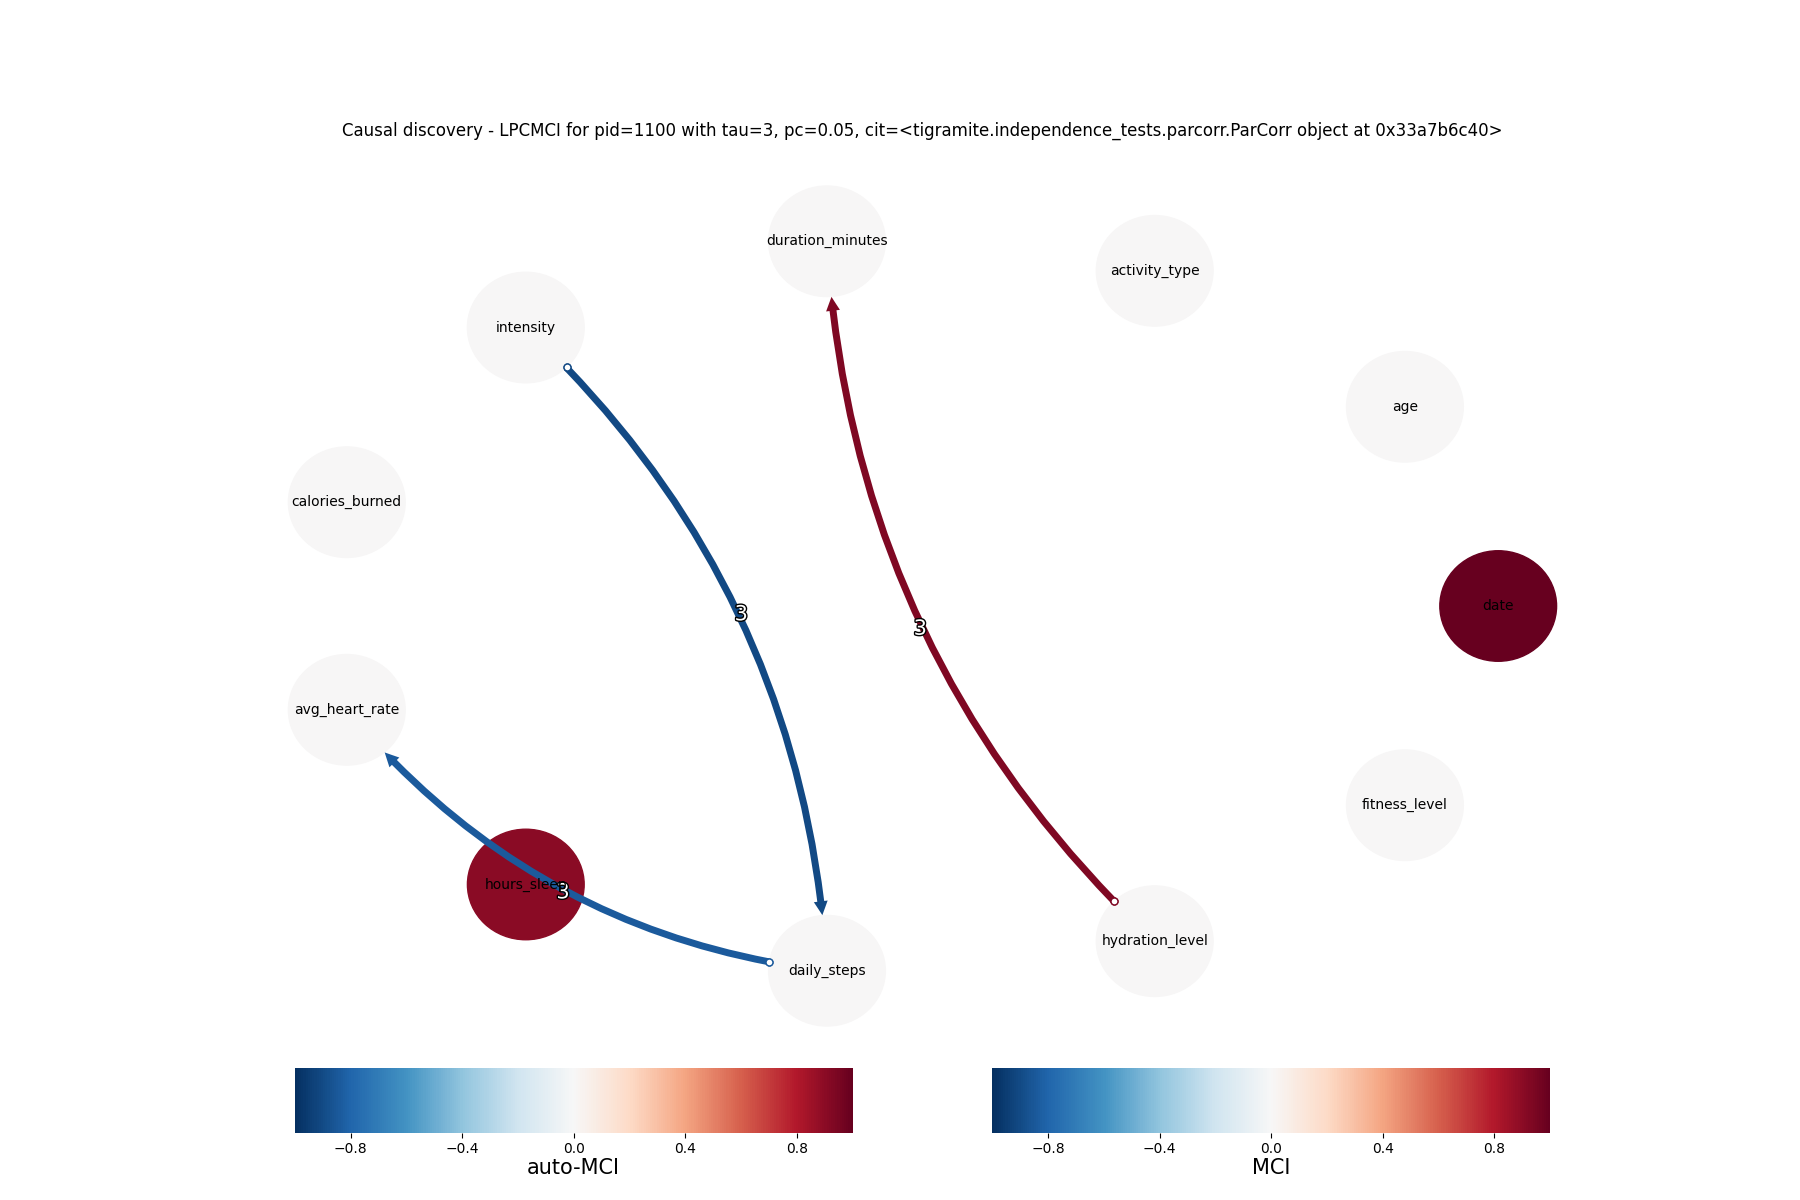 Causal discovery - LPCMCI for pid=1100 with tau=3, pc=0.05, cit=<tigramite.independence_tests.parcorr.ParCorr object at 0x33a7b6c40>
duration_minutes
activity_type
intensity
age
calories_burned
date
3
3
avg_heart_rate
fitness_level
hours_sleep
3
hydration_level
daily_steps
−0.8 −0.4 0.0 0.4 0.8
auto-MCI
−0.8 −0.4 0.0 0.4 0.8
MCI